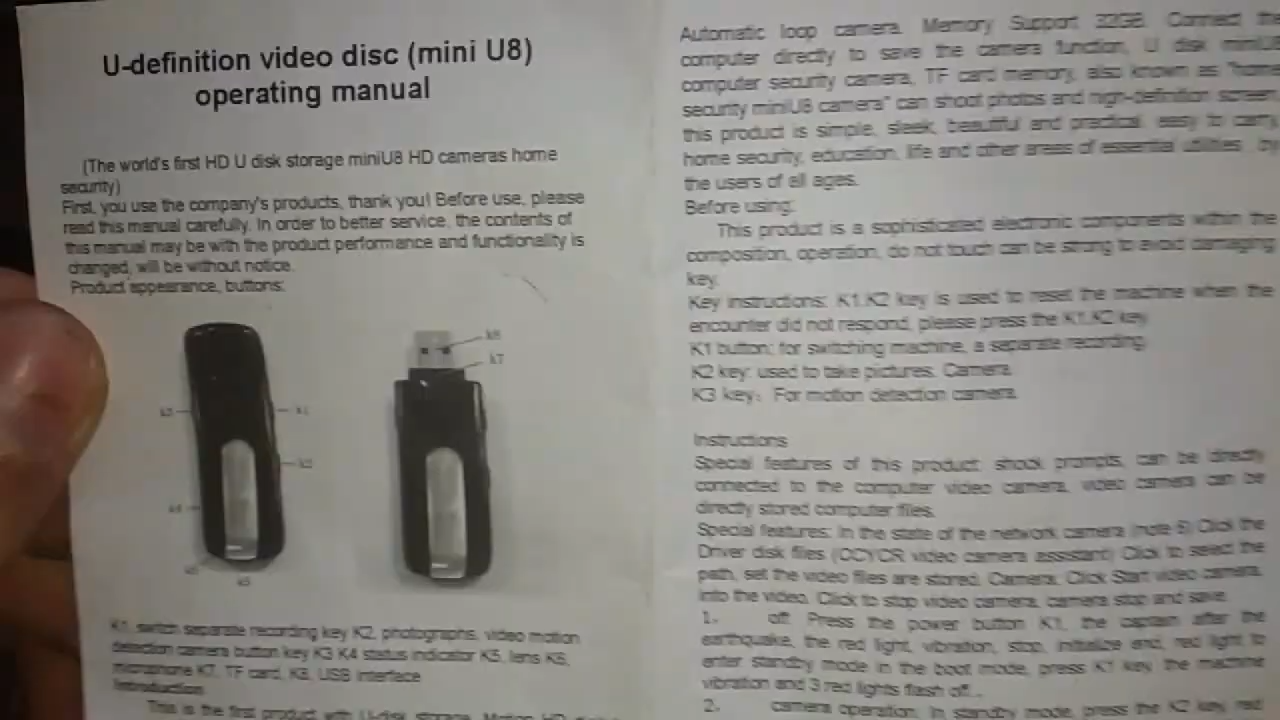 U-definition video disc (mini U8)
operating manual
(The world's first HD U disk storage miniU8 HD cameras home
security)
First, you use the company's products, thank you! Before use, please
read this manual carefully. In order to better service, the contents of
this manual may be with the product performance and functionality is
changed, will be without notice.
Product appearance, buttons:
k8
k7
k3
k1
k2
k4
k5
K1, switch separate recording key K2, photographs, video motion
detection camera button key K3 K4 status indicator K5, lens K6,
microphone K7, TF card, K8, USB interface
Introduction
This is the first product with U-disk storage, Motion HD
Automatic loop camera. Memory Support 32GB. Connect the
computer directly to save the camera function, U disk miniU8
computer security camera, TF card memory, also known as "home
security miniU8 camera" can shoot photos and high-definition screen,
this product is simple, sleek, beautiful and practical, easy to carry,
home security, education, life and other areas of essential utilities, by
the users of all ages.
Before using:
This product is a sophisticated electronic components within the
composition, operation, do not touch can be strong to avoid damaging
key.
Key instructions: K1.K2 key is used to reset the machine when the
encounter did not respond, please press the K1.K2 key
K1 button: for switching machine, a separate recording.
K2 key: used to take pictures. Camera.
K3 key: For motion detection camera.
Instructions
Special features of this product: shock prompts, can be directly
connected to the computer video camera, video camera can be
directly stored computer files.
Special features: In the state of the network camera (note 5) Click the
Driver disk files (CCYCR video camera assistant) Click to select the
path, set the video files are stored. Camera. Click Start video camera,
into the video. Click to stop video camera, camera stop and save.
1、 off: Press the power button K1, the captain after the
earthquake, the red light, vibration, stop, initialize end, red light to
enter standby mode in the boot mode, press K1 key, the machine
vibration and 3 red lights flash off...
2、 camera operation: In standby mode, press the K2 key, red